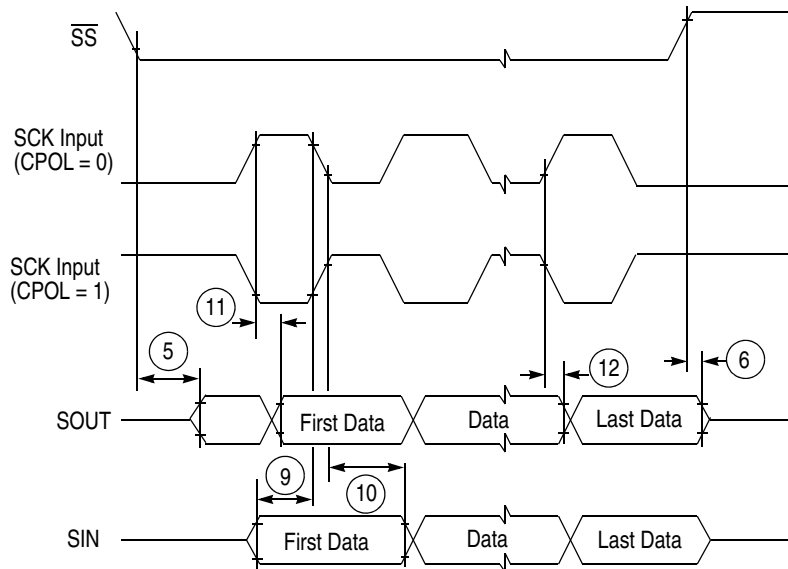 SS
SCK Input
(CPOL = 0)
SCK Input
(CPOL = 1)
11
5
12
6
SOUT
First Data
Data
Last Data
9
10
SIN
First Data
Data
Last Data